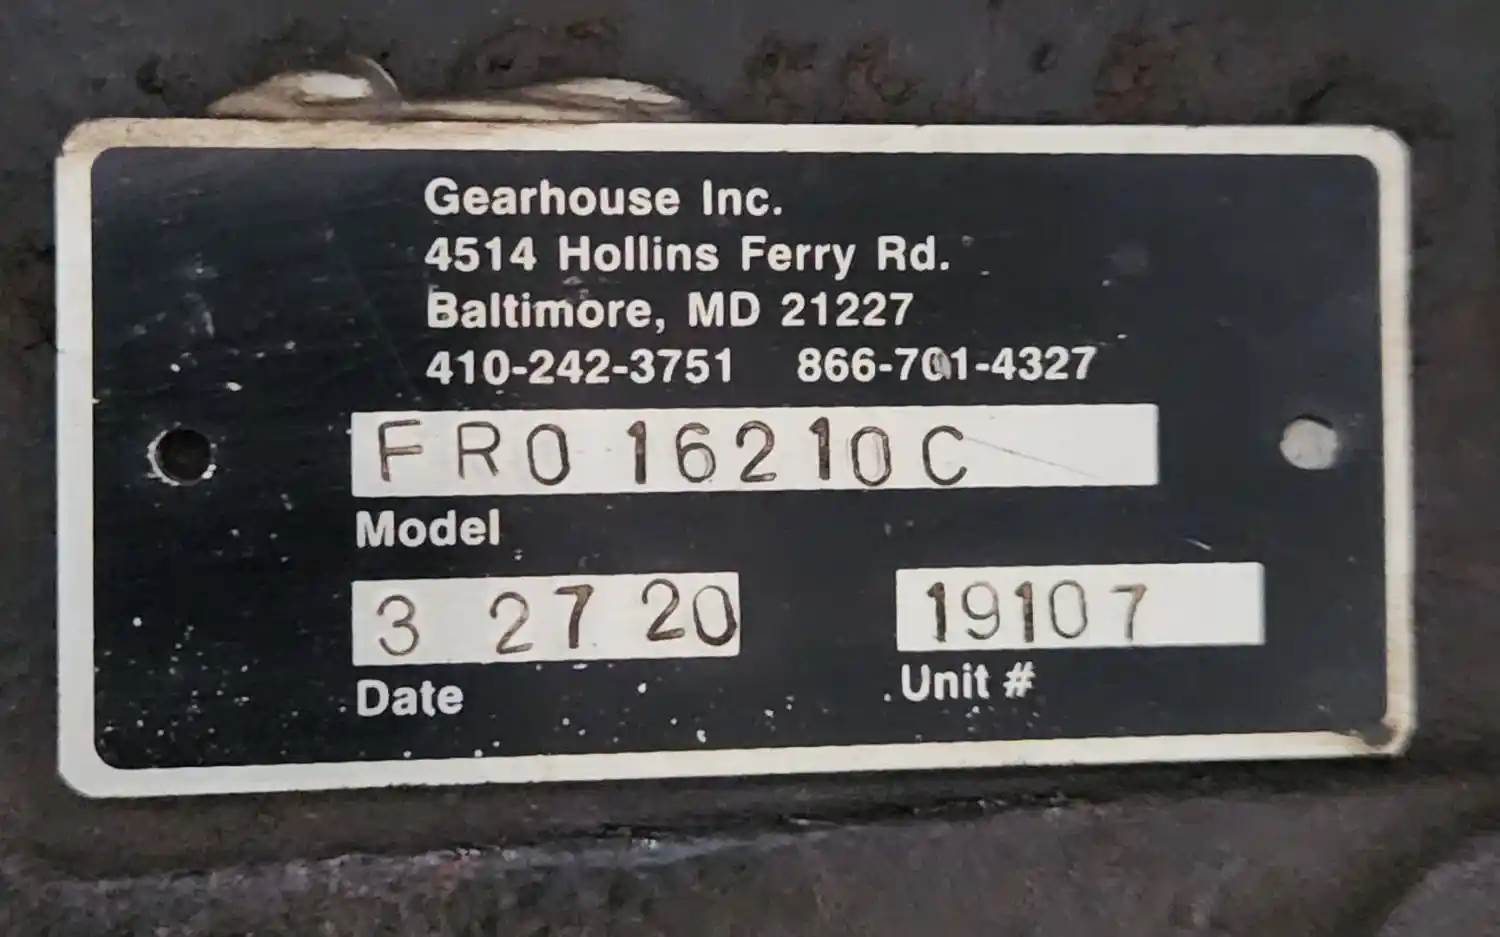 Gearhouse Inc.
4514 Hollins Ferry Rd.
Baltimore, MD 21227
410-242-3751 866-701-4327
FRO 16210C
Model
3 27 20 19107
Date Unit #